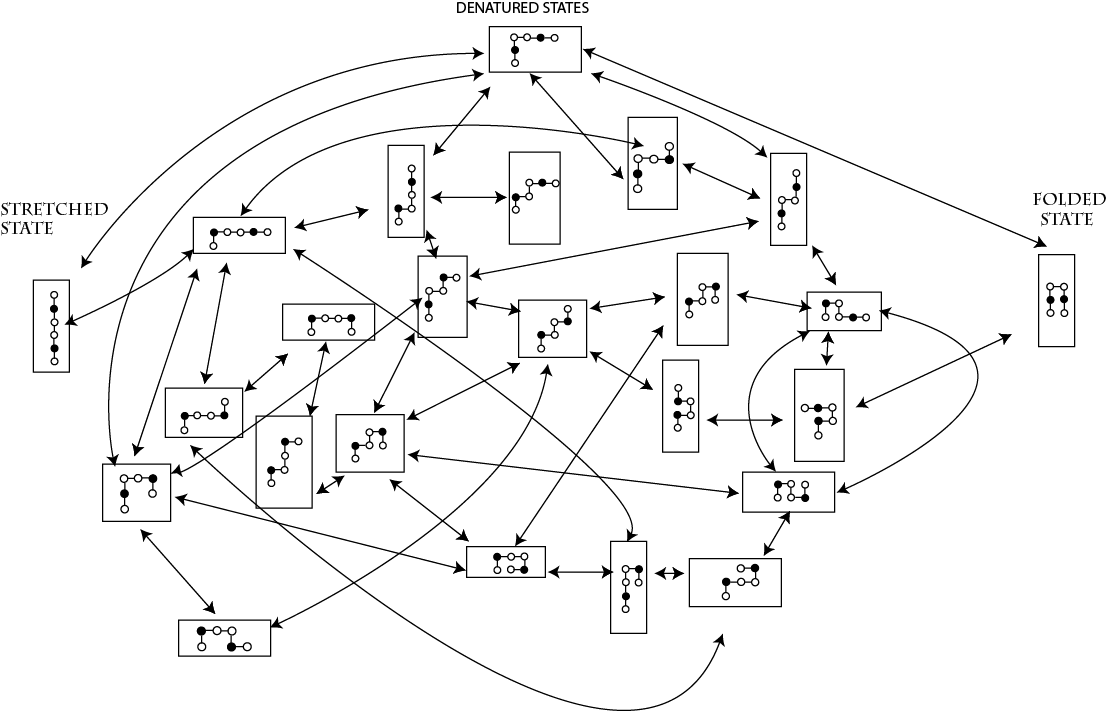 DENATURED STATES
STRETCHED
STATE
FOLDED
STATE